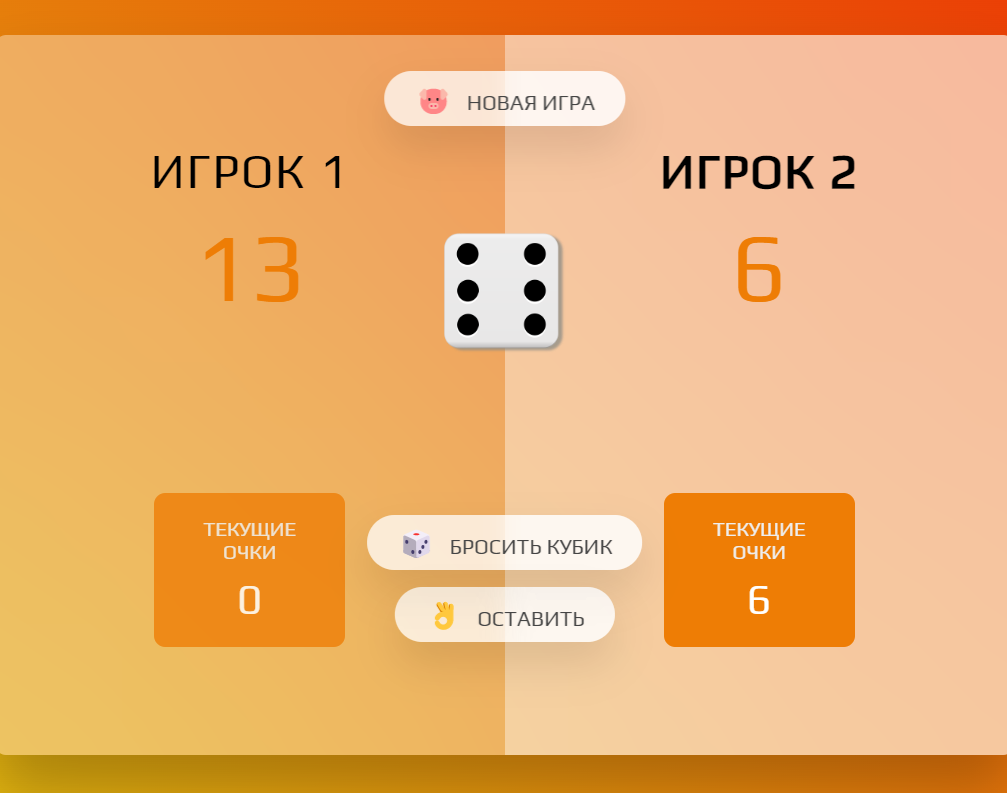 НОВАЯ ИГРА
ИГРОК 1
ИГРОК 2
13
6
ТЕКУЩИЕ
ОЧКИ
0
БРОСИТЬ КУБИК
ОСТАВИТЬ
ТЕКУЩИЕ
ОЧКИ
6